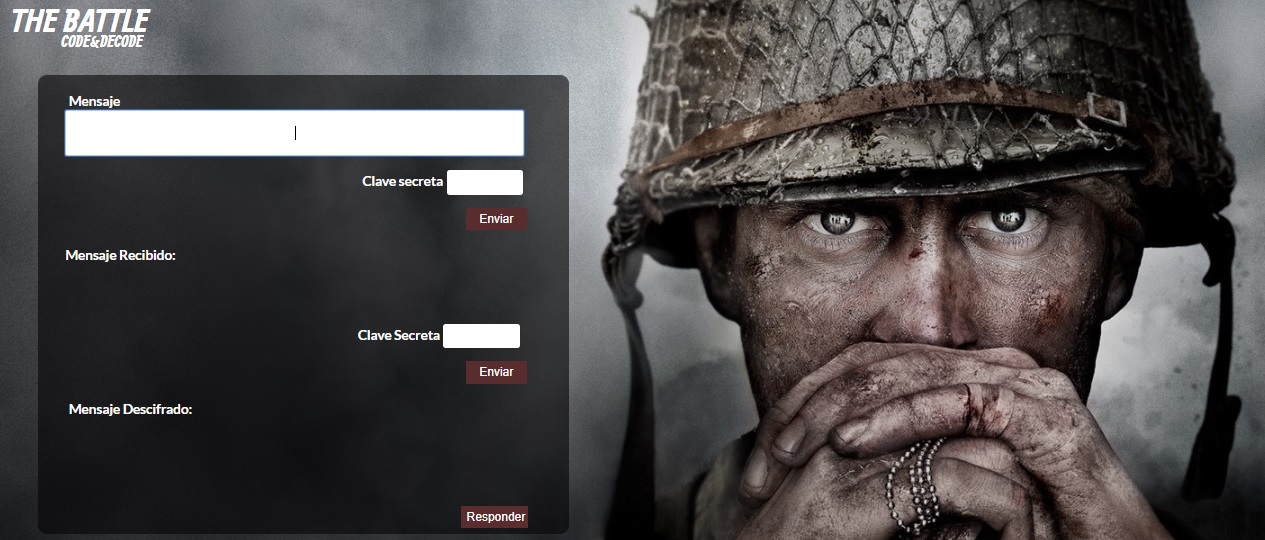 THE BATTLE
CODE&DECODE
Mensaje
Clave secreta
Enviar
Mensaje Recibido:
Clave Secreta
Enviar
Mensaje Descifrado:
Responder